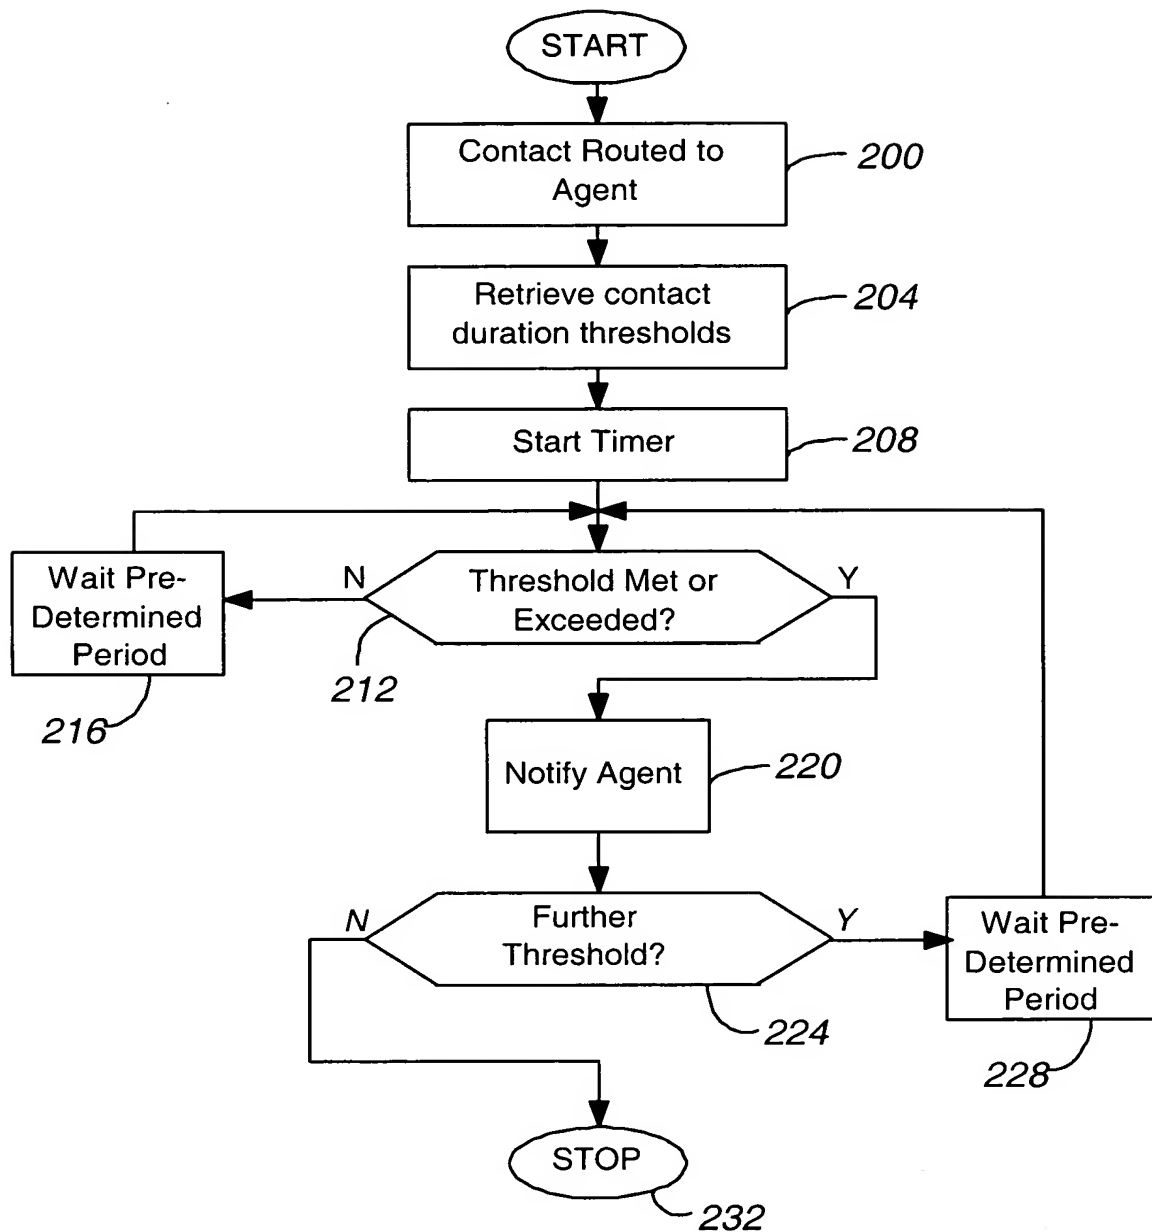 START
Contact Routed to
Agent
200
Retrieve contact
duration thresholds
204
Start Timer
208
Wait Pre-
Determined
Period
216
N
Threshold Met or
Exceeded?
Y
212
Notify Agent
220
N
Further
Threshold?
Y
224
Wait Pre-
Determined
Period
228
STOP
232